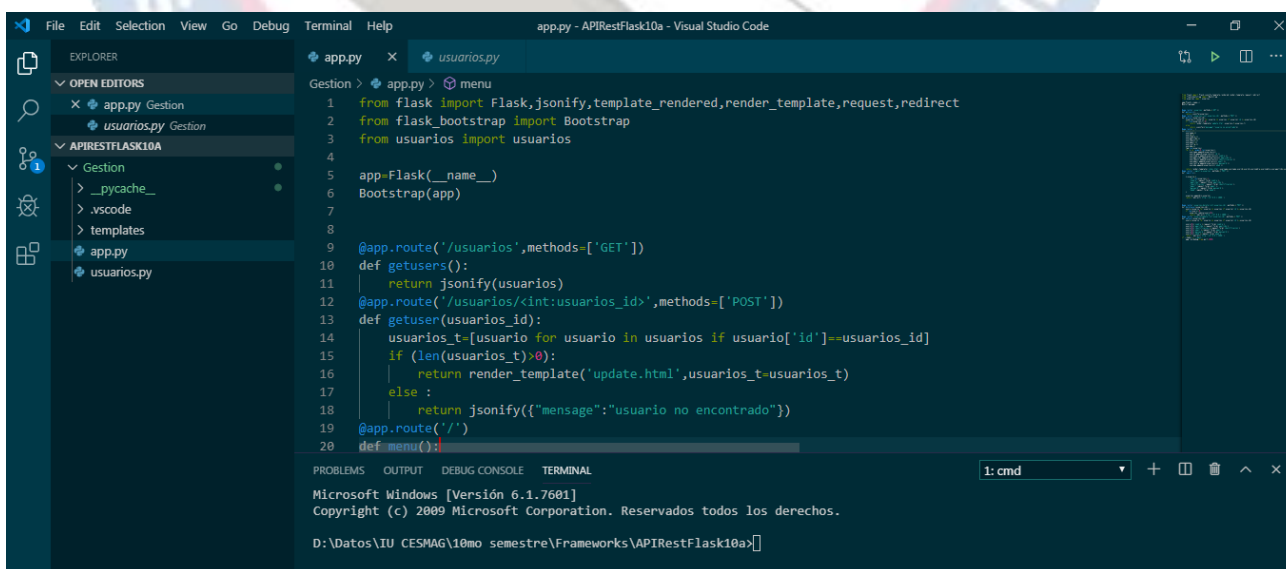 File Edit Selection View Go Debug Terminal Help app.py - APIRestFlask10a - Visual Studio Code
EXPLORER
OPEN EDITORS
app.py Gestion
usuarios.py Gestion
APIRESTFLASK10A
Gestion
__pycache__
.vscode
templates
app.py
usuarios.py
1
app.py usuarios.py
Gestion > app.py > menu
1 from flask import Flask,jsonify,template_rendered,render_template,request,redirect
2 from flask_bootstrap import Bootstrap
3 from usuarios import usuarios
4
5 app=Flask(__name__)
6 Bootstrap(app)
7
8
9 @app.route('/usuarios',methods=['GET'])
10 def getusers():
11 return jsonify(usuarios)
12 @app.route('/usuarios/<int:usuarios_id>',methods=['POST'])
13 def getuser(usuarios_id):
14 usuarios_t=[usuario for usuario in usuarios if usuario['id']==usuarios_id]
15 if (len(usuarios_t)>0):
16 return render_template('update.html',usuarios_t=usuarios_t)
17 else :
18 return jsonify({"message":"usuario no encontrado"})
19 @app.route('/')
20 def menu():
PROBLEMS OUTPUT DEBUG CONSOLE TERMINAL 1: cmd
Microsoft Windows [Versión 6.1.7601]
Copyright (c) 2009 Microsoft Corporation. Reservados todos los derechos.
D:\Datos\IU CESMAG\10mo semestre\Frameworks\APIRestFlask10a>